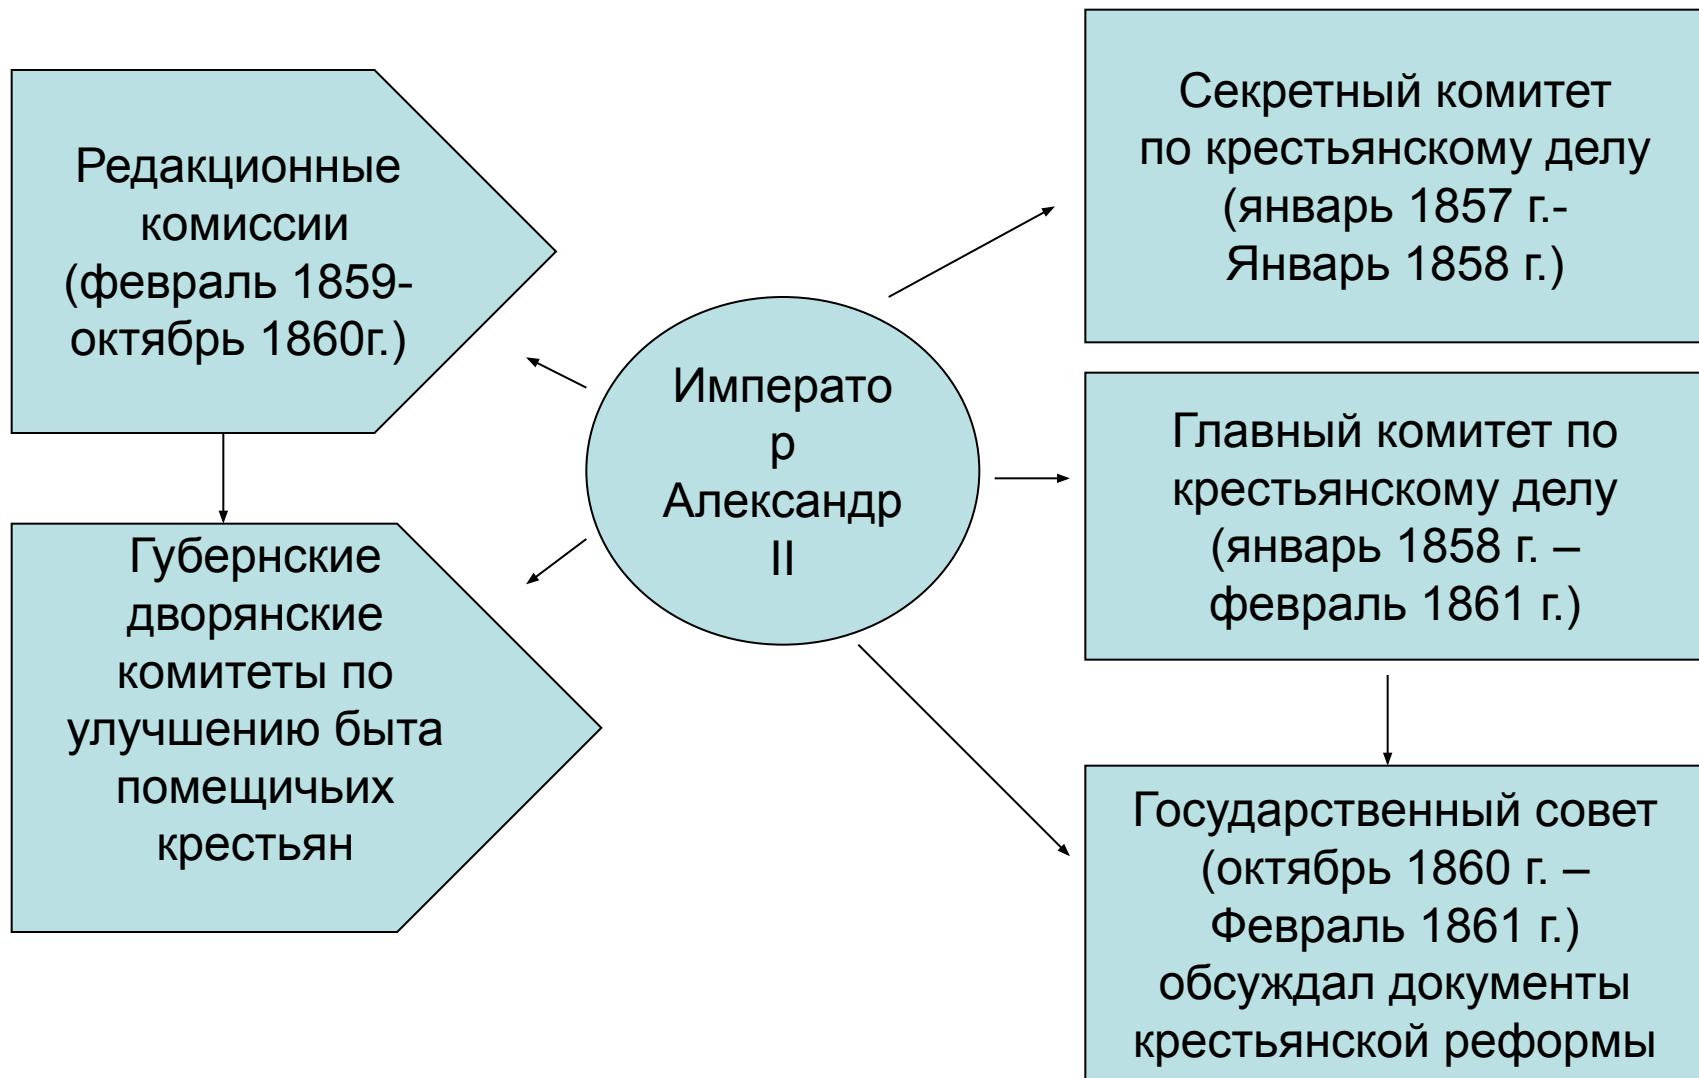 Редакционные
комиссии
(февраль 1859-
октябрь 1860г.)
Губернские
дворянские
комитеты по
улучшению быта
помещичьих
крестьян
Императо
р
Александр
II
Секретный комитет
по крестьянскому делу
(январь 1857 г.-
Январь 1858 г.)
Главный комитет по
крестьянскому делу
(январь 1858 г. –
февраль 1861 г.)
Государственный совет
(октябрь 1860 г. –
Февраль 1861 г.)
обсуждал документы
крестьянской реформы